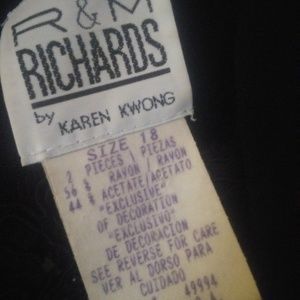 R & M
RICHARDS
by KAREN KWONG
SIZE 18
2 PIECES / PIEZAS
56 % RAYON / RAYON
44 % ACETATE/ACETATO
"EXCLUSIVE"
OF DECORATION
"EXCLUSIVO"
DE DECORACION
SEE REVERSE FOR CARE
VER AL DORSO PARA
CUIDADO
49994